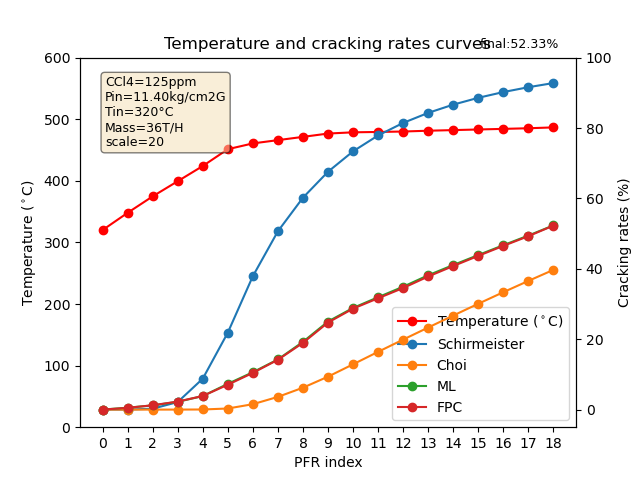 Temperature and cracking rates curves
final:52.33%
CCl4=125ppm
Pin=11.40kg/cm2G
Tin=320°C
Mass=36T/H
scale=20
600
500
400
300
200
100
0
Temperature (°C)
100
80
60
40
20
0
Cracking rates (%)
Temperature (°C)
Schirmeister
Choi
ML
FPC
0 1 2 3 4 5 6 7 8 9 10 11 12 13 14 15 16 17 18
PFR index